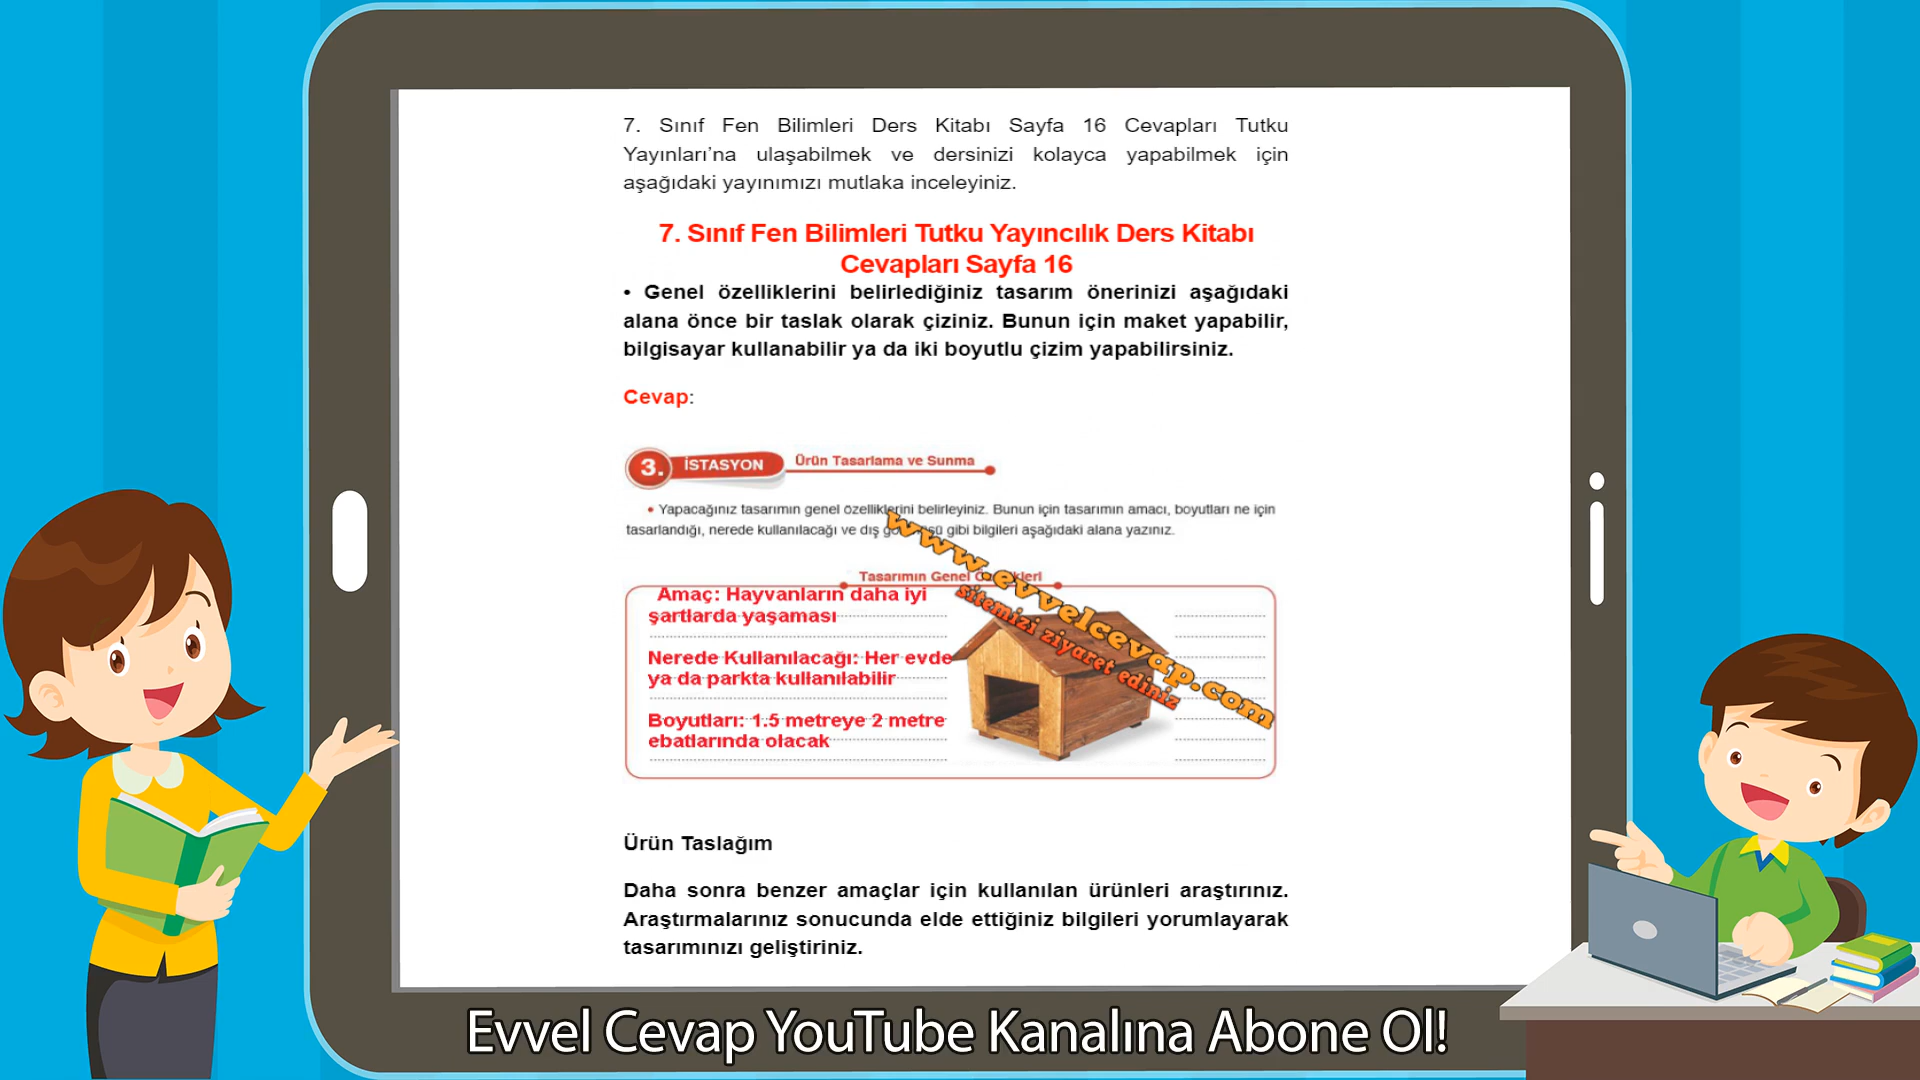 7. Sınıf Fen Bilimleri Ders Kitabı Sayfa 16 Cevapları Tutku
Yayınları’na ulaşabilmek ve dersinizi kolayca yapabilmek için
aşağıdaki yayınımızı mutlaka inceleyiniz.
7. Sınıf Fen Bilimleri Tutku Yayıncılık Ders Kitabı
Cevapları Sayfa 16
• Genel özelliklerini belirlediğiniz tasarım önerinizi aşağıdaki
alana önce bir taslak olarak çiziniz. Bunun için maket yapabilir,
bilgisayar kullanabilir ya da iki boyutlu çizim yapabilirsiniz.
Cevap:
3. İSTASYON Ürün Tasarlama ve Sunma
• Yapacağınız tasarımın genel özelliklerini belirleyiniz. Bunun için tasarımın amacı, boyutları ne için
tasarlandığı, nerede kullanılacağı ve dış gibi bilgileri aşağıdaki alana yazınız.
Tasarımın Genel
Amaç: Hayvanların daha iyi
şartlarda yaşaması
Nerede Kullanılacağı: Her evde
ya da parkta kullanılabilir
Boyutları: 1.5 metreye 2 metre
ebatlarında olacak
www.evvelcevap.com
sitemizi ziyaret ediniz
Ürün Taslağım
Daha sonra benzer amaçlar için kullanılan ürünleri araştırınız.
Araştırmalarınız sonucunda elde ettiğiniz bilgileri yorumlayarak
tasarımınızı geliştiriniz.
Evvel Cevap YouTube Kanalına Abone Ol!